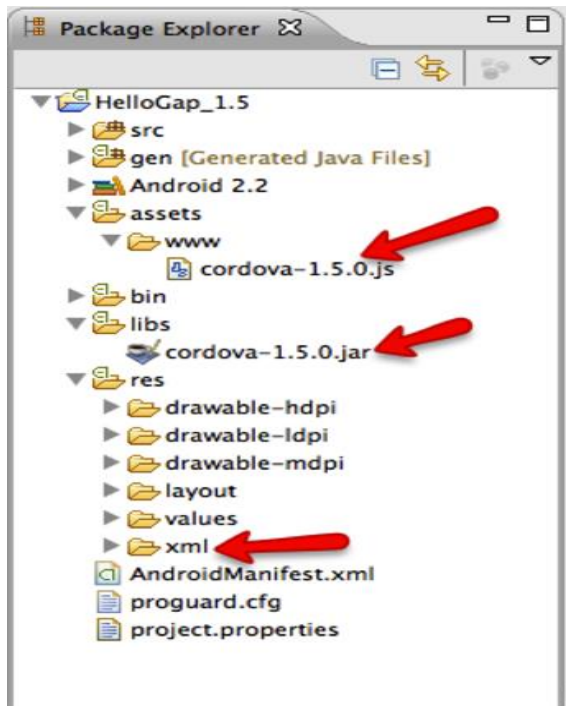 Package Explorer
HelloGap_1.5
src
gen [Generated Java Files]
Android 2.2
assets
www
cordova-1.5.0.js
bin
libs
cordova-1.5.0.jar
res
drawable-hdpi
drawable-ldpi
drawable-mdpi
layout
values
xml
AndroidManifest.xml
proguard.cfg
project.properties